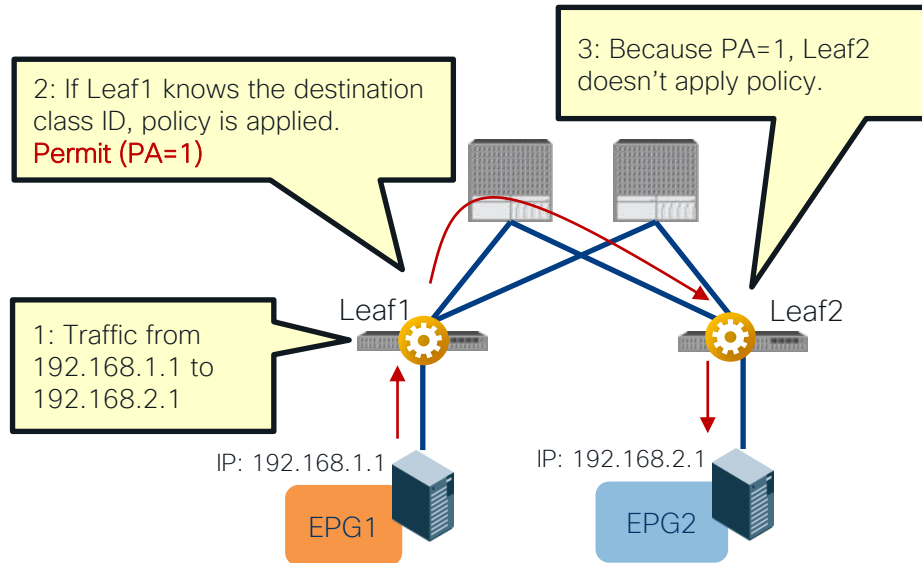 2: If Leaf1 knows the destination
class ID, policy is applied.
Permit (PA=1)
3: Because PA=1, Leaf2
doesn’t apply policy.
1: Traffic from
192.168.1.1 to
192.168.2.1
Leaf1
Leaf2
IP: 192.168.1.1
IP: 192.168.2.1
EPG1
EPG2